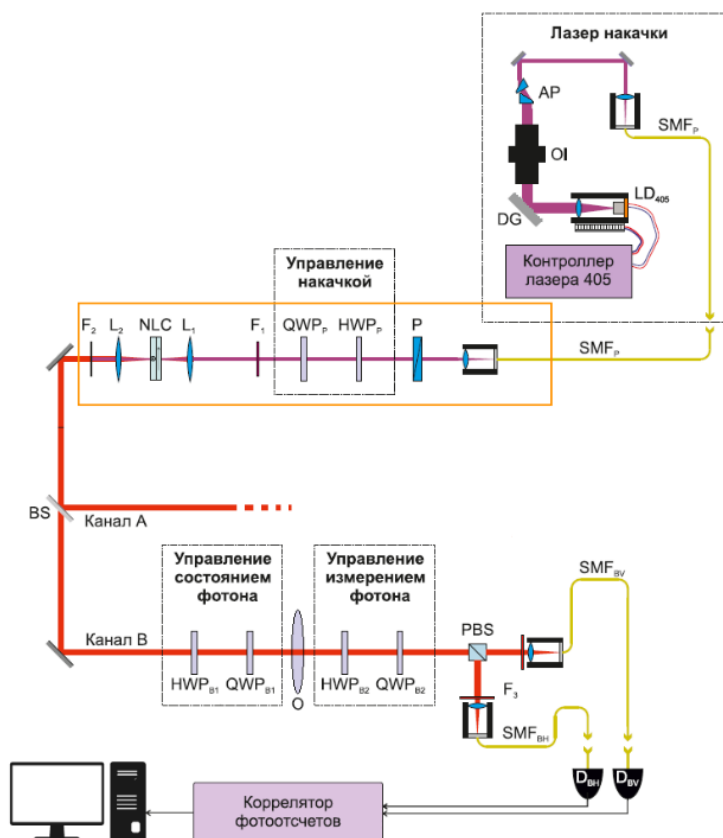 Лазер накачки
AP
SMF_P
OI
LD_405
DG
Контроллер
лазера 405
Управление
накачкой
F_2 L_2 NLC L_1 F_1 QWP_P HWP_P P
SMF_P
BS
Канал A
Управление
состоянием
фотона
Управление
измерением
фотона
SMF_BV
PBS
Канал B
HWP_B1 QWP_B1 O HWP_B2 QWP_B2
F_3
SMF_BH
D_BH D_BV
Коррелятор
фотоотсчетов